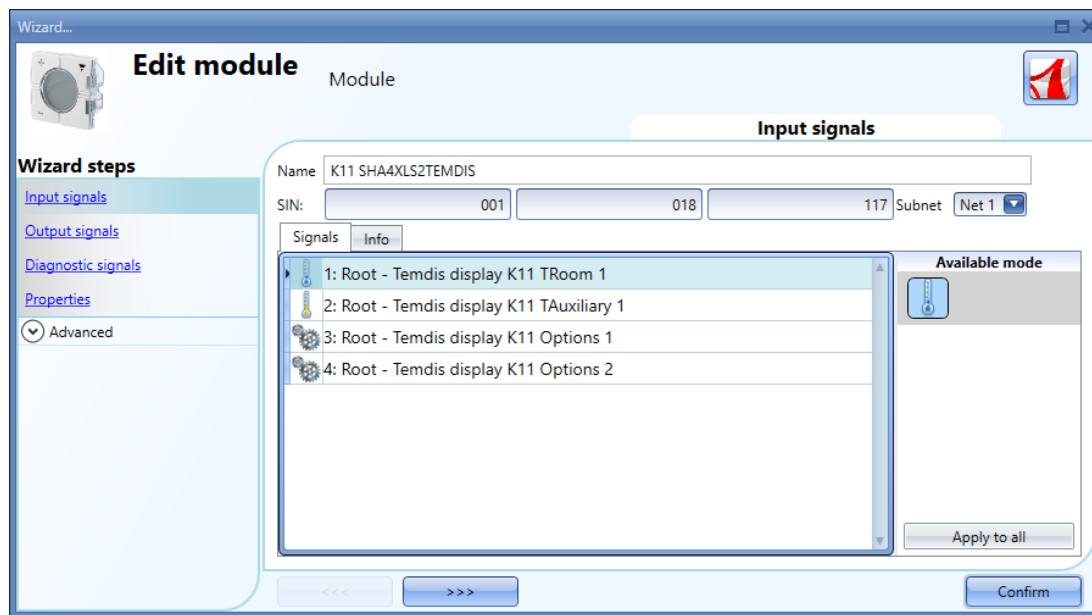 Wizard...
Edit module
Module
Input signals
Wizard steps
Input signals
Output signals
Diagnostic signals
Properties
Advanced
Name K11 SHA4XLS2TEMDIS
SIN: 001 018 117 Subnet Net 1
Signals Info
1: Root - Temdis display K11 TRoom 1
2: Root - Temdis display K11 TAuxiliary 1
3: Root - Temdis display K11 Options 1
4: Root - Temdis display K11 Options 2
Available mode
Apply to all
<<< >>> Confirm